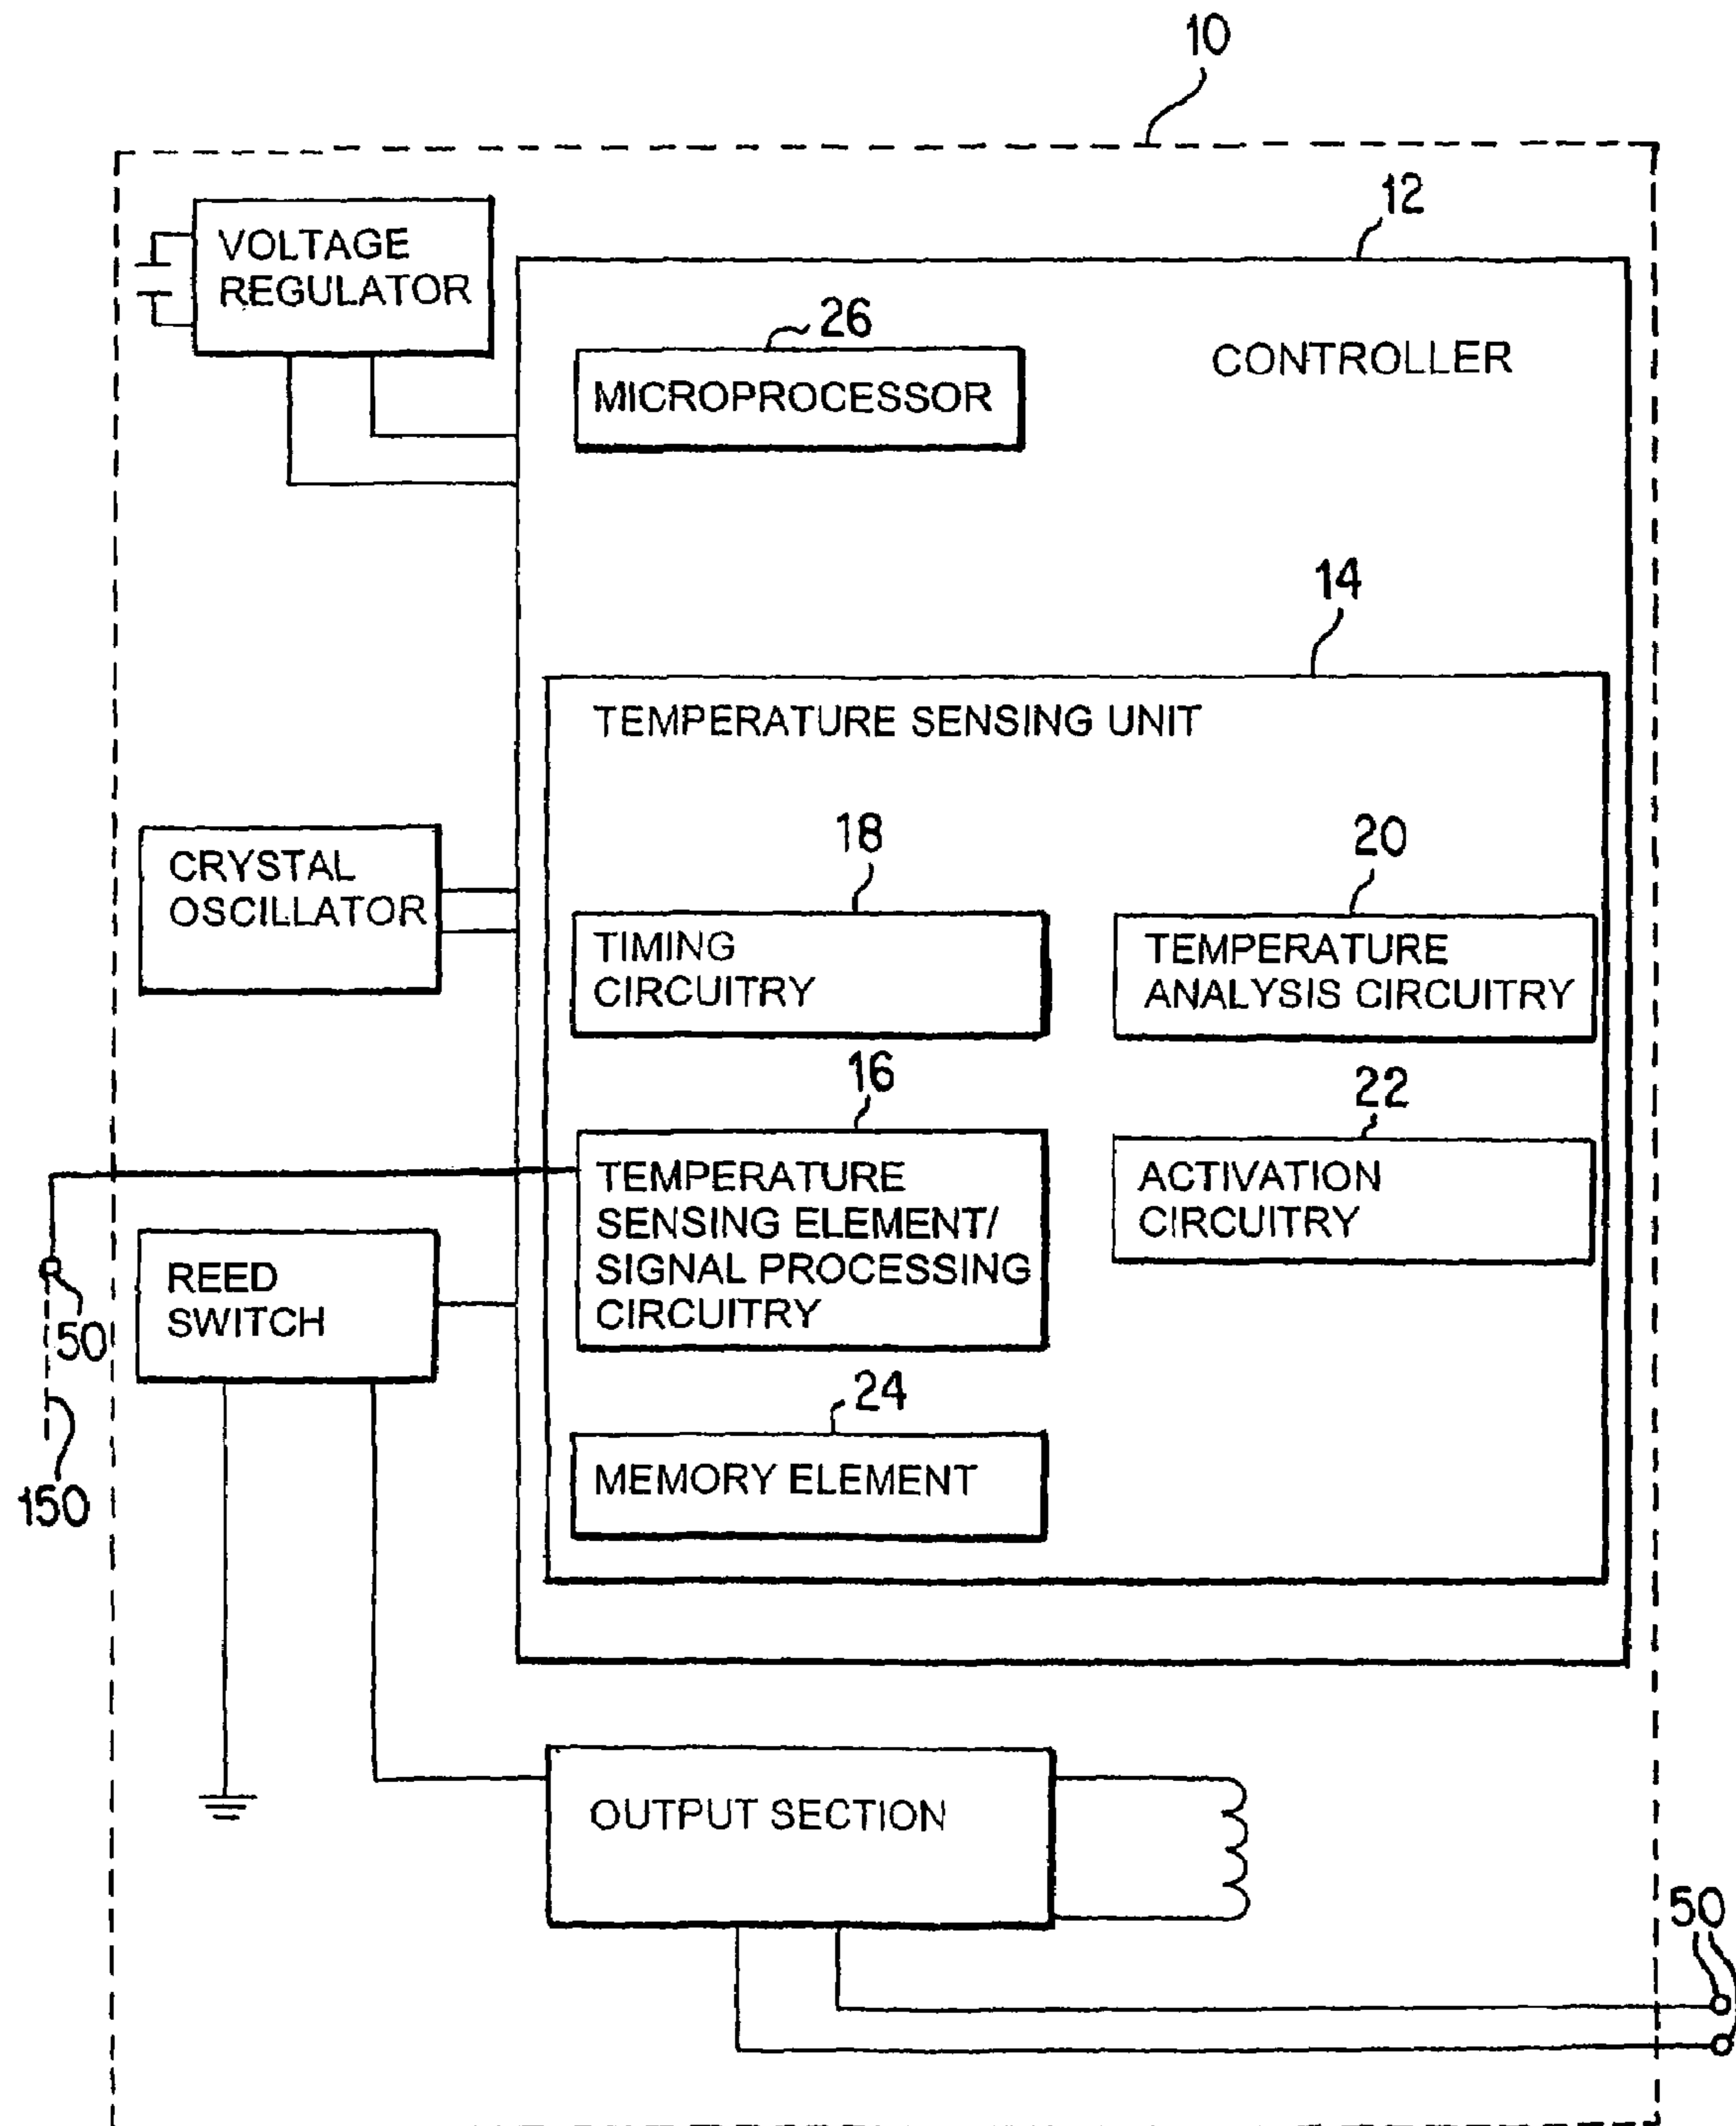 10
12
VOLTAGE
REGULATOR
26
MICROPROCESSOR
CONTROLLER
14
TEMPERATURE SENSING UNIT
CRYSTAL
OSCILLATOR
18
TIMING
CIRCUITRY
20
TEMPERATURE
ANALYSIS CIRCUITRY
16
TEMPERATURE
SENSING ELEMENT/
SIGNAL PROCESSING
CIRCUITRY
22
ACTIVATION
CIRCUITRY
REED
SWITCH
50
150
24
MEMORY ELEMENT
OUTPUT SECTION
50